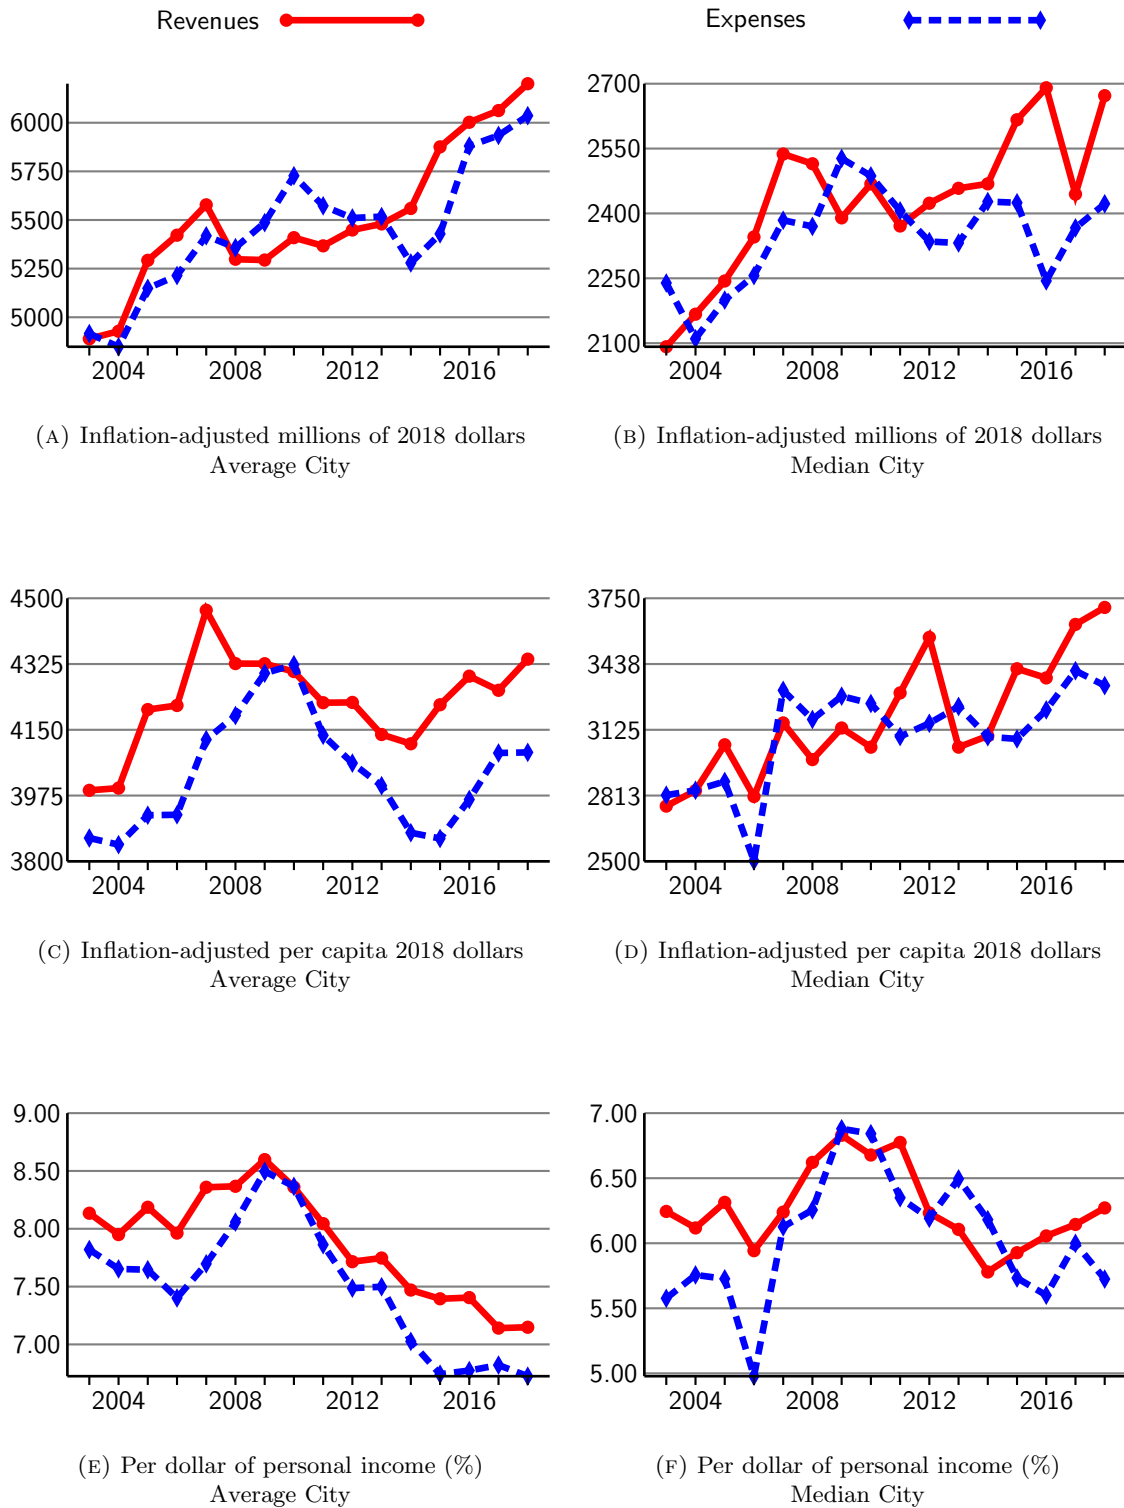 Revenues
Expenses
6000
5750
5500
5250
5000
2004 2008 2012 2016
(A) Inflation-adjusted millions of 2018 dollars
Average City
2700
2550
2400
2250
2100
2004 2008 2012 2016
(B) Inflation-adjusted millions of 2018 dollars
Median City
4500
4325
4150
3975
3800
2004 2008 2012 2016
(C) Inflation-adjusted per capita 2018 dollars
Average City
3750
3438
3125
2813
2500
2004 2008 2012 2016
(D) Inflation-adjusted per capita 2018 dollars
Median City
9.00
8.50
8.00
7.50
7.00
2004 2008 2012 2016
(E) Per dollar of personal income (%)
Average City
7.00
6.50
6.00
5.50
5.00
2004 2008 2012 2016
(F) Per dollar of personal income (%)
Median City